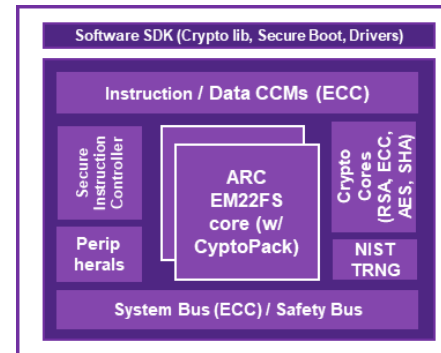 Software SDK (Crypto lib, Secure Boot, Drivers)
Instruction / Data CCMs (ECC)
Secure
Instruction
Controller
ARC
EM22FS
core (w/
CyptoPack)
Crypto
Cores
(RSA, ECC,
AES, SHA)
Perip
herals
NIST
TRNG
System Bus (ECC) / Safety Bus